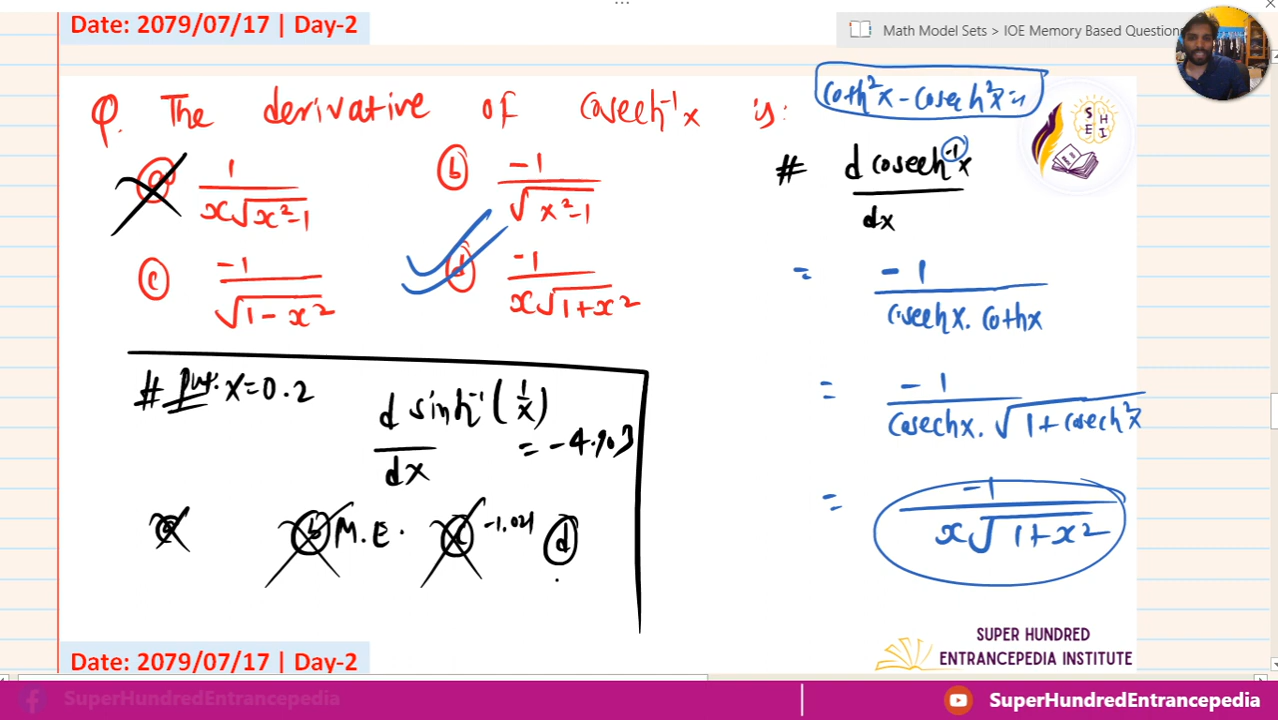 ...
Date: 2079/07/17 | Day-2
Math Model Sets > IOE Memory Based Question
Q. The derivative of cosech⁻¹x is:
coth²x - cosech²x = 1
S H
E I
(a) 1 / x√x²-1
(b) -1 / √x²-1
(c) -1 / √1-x²
(d) -1 / x√1+x²
# d cosech⁻¹x / dx
= -1 / cosechx. cothx
= -1 / cosechx. √1+cosech²x
= -1 / x√1+x²
# Put. x=0.2
d sinh⁻¹(1/x) / dx = -4.903
(a) (b) M.E. (c) -1.021 (d)
SUPER HUNDRED
ENTRANCEPEDIA INSTITUTE
Date: 2079/07/17 | Day-2
SuperHundredEntrancepedia
SuperHundredEntrancepedia